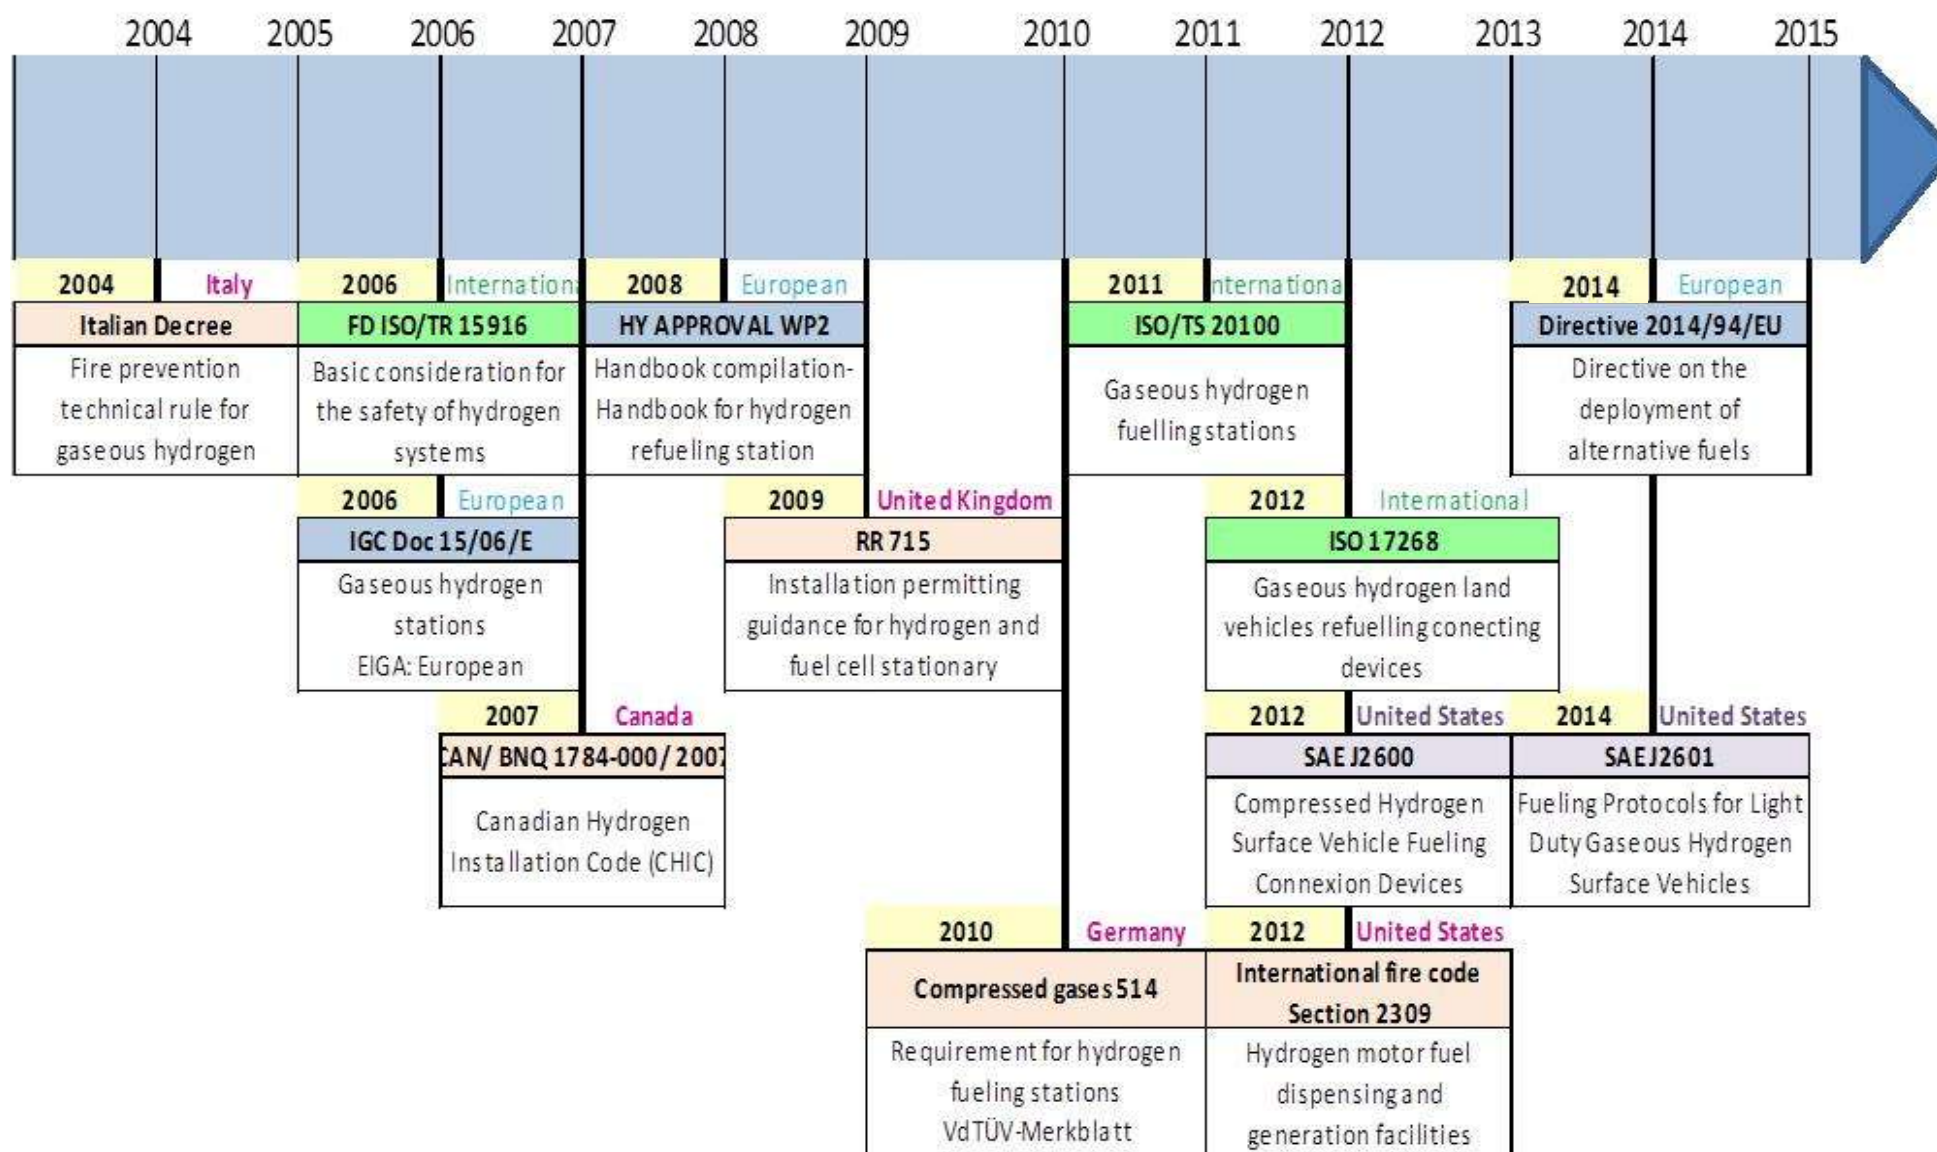 2004 2005 2006 2007 2008 2009 2010 2011 2012 2013 2014 2015
2004 Italy
Italian Decree
Fire prevention
technical rule for
gaseous hydrogen
2006 Internationa
FD ISO/TR 15916
Basic consideration for
the safety of hydrogen
systems
2008 European
HY APPROVAL WP2
Handbook compilation-
Handbook for hydrogen
refueling station
2011 nternationa
ISO/TS 20100
Gaseous hydrogen
fuelling stations
2014 European
Directive 2014/94/EU
Directive on the
deployment of
alternative fuels
2006 European
IGC Doc 15/06/E
Gaseous hydrogen
stations
EIGA: European
2009 United Kingdom
RR 715
Installation permitting
guidance for hydrogen and
fuel cell stationary
2012 International
ISO 17268
Gaseous hydrogen land
vehicles refuelling conecting
devices
2007 Canada
CAN/ BNQ 1784-000/ 2007
Canadian Hydrogen
Installation Code (CHIC)
2012 United States
SAE J2600
Compressed Hydrogen
Surface Vehicle Fueling
Connexion Devices
2014 United States
SAE J2601
Fueling Protocols for Light
Duty Gaseous Hydrogen
Surface Vehicles
2010 Germany
Compressed gases 514
Requirement for hydrogen
fueling stations
VdTÜV-Merkblatt
2012 United States
International fire code
Section 2309
Hydrogen motor fuel
dispensing and
generation facilities